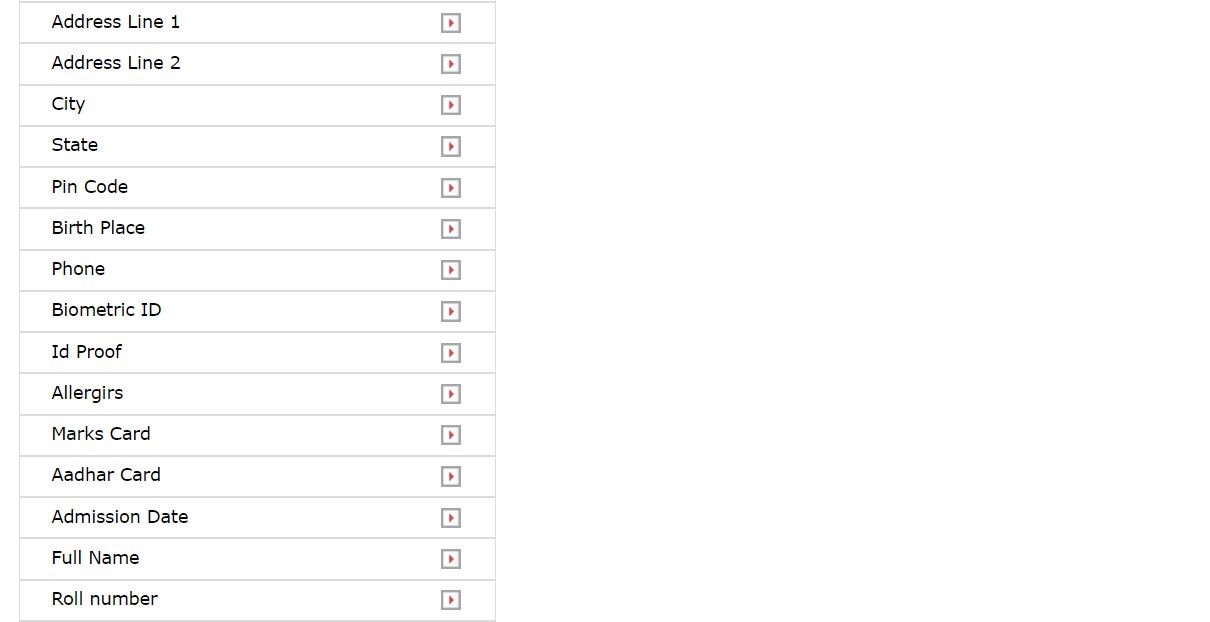 Address Line 1
Address Line 2
City
State
Pin Code
Birth Place
Phone
Biometric ID
Id Proof
Allergirs
Marks Card
Aadhar Card
Admission Date
Full Name
Roll number